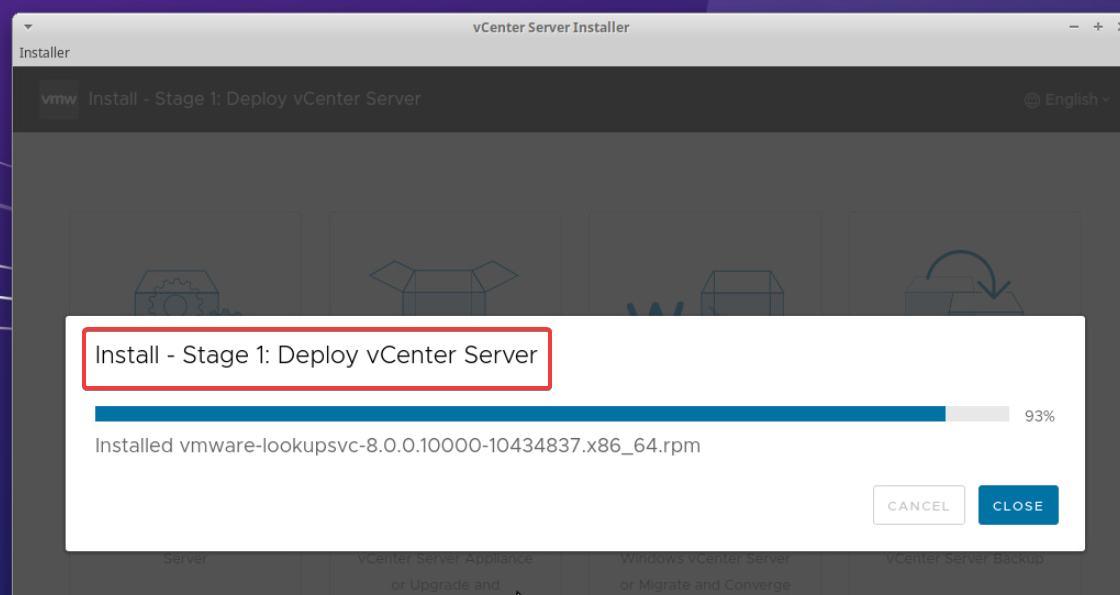 vCenter Server Installer
Installer
vmw Install - Stage 1: Deploy vCenter Server English
Install - Stage 1: Deploy vCenter Server
93%
Installed vmware-lookupsvc-8.0.0.10000-10434837.x86_64.rpm
CANCEL CLOSE
Server vCenter Server Appliance Windows vCenter Server vCenter Server Backup
or Upgrade and or Migrate and Converge